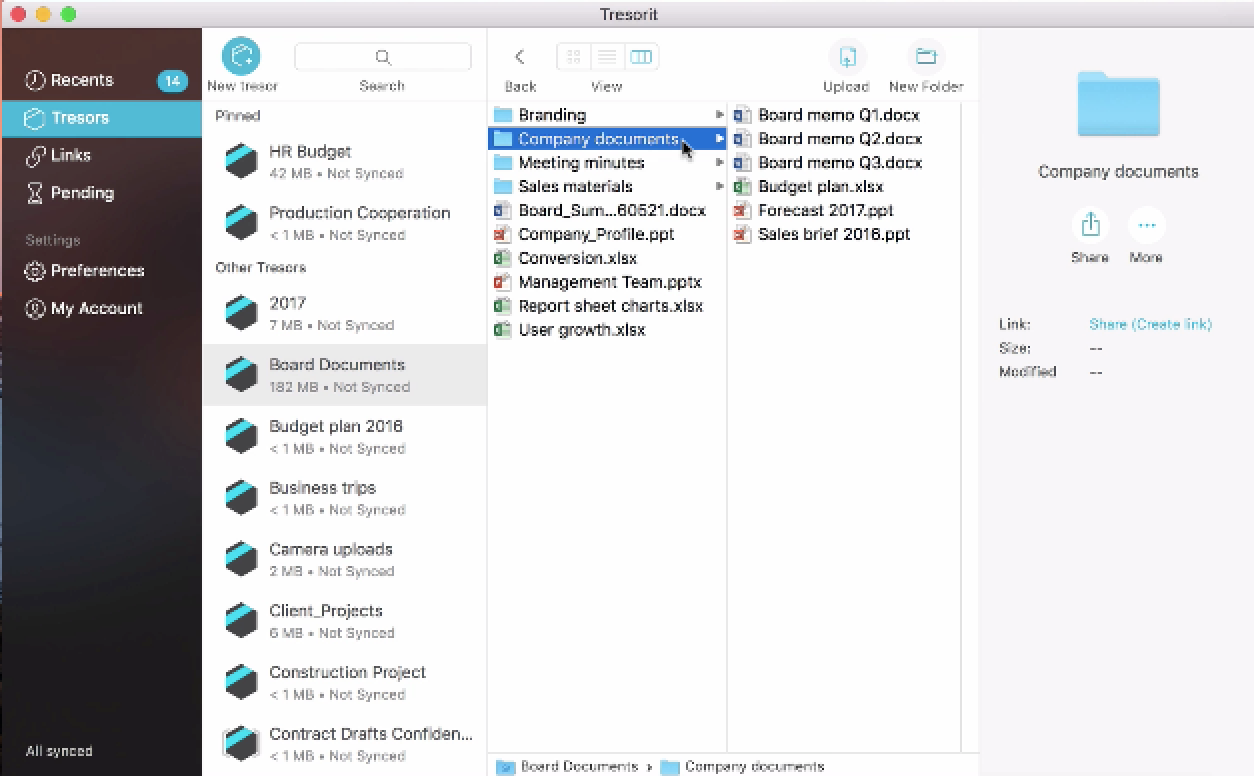 Tresorit
Recents
14
Tresors
Links
Pending
Settings
Preferences
My Account
All synced
New tresor
Search
Pinned
HR Budget
42 MB • Not Synced
Production Cooperation
< 1 MB • Not Synced
Other Tresors
2017
7 MB • Not Synced
Board Documents
182 MB • Not Synced
Budget plan 2016
< 1 MB • Not Synced
Business trips
< 1 MB • Not Synced
Camera uploads
2 MB • Not Synced
Client_Projects
6 MB • Not Synced
Construction Project
< 1 MB • Not Synced
Contract Drafts Confiden...
< 1 MB • Not Synced
Back
View
Upload
New Folder
Branding
Company documents
Meeting minutes
Sales materials
Board_Sum...60521.docx
Company_Profile.ppt
Conversion.xlsx
Management Team.pptx
Report sheet charts.xlsx
User growth.xlsx
Board memo Q1.docx
Board memo Q2.docx
Board memo Q3.docx
Budget plan.xlsx
Forecast 2017.ppt
Sales brief 2016.ppt
Board Documents › Company documents
Company documents
Share
More
Link: Share (Create link)
Size: --
Modified --